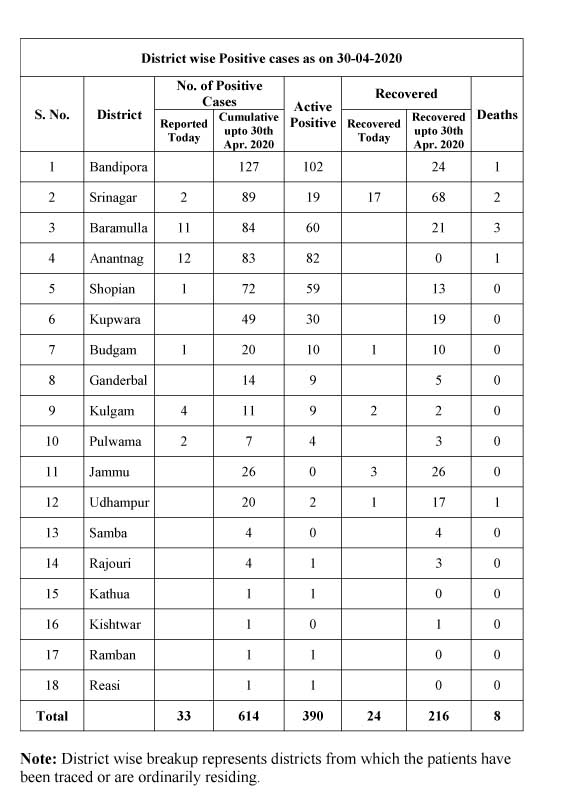 District wise Positive cases as on 30-04-2020
S. No. District No. of Positive Cases Active Positive Recovered Deaths
Reported Today Cumulative upto 30th Apr. 2020 Recovered Today Recovered upto 30th Apr. 2020
1 Bandipora 127 102 24 1
2 Srinagar 2 89 19 17 68 2
3 Baramulla 11 84 60 21 3
4 Anantnag 12 83 82 0 1
5 Shopian 1 72 59 13 0
6 Kupwara 49 30 19 0
7 Budgam 1 20 10 1 10 0
8 Ganderbal 14 9 5 0
9 Kulgam 4 11 9 2 2 0
10 Pulwama 2 7 4 3 0
11 Jammu 26 0 3 26 0
12 Udhampur 20 2 1 17 1
13 Samba 4 0 4 0
14 Rajouri 4 1 3 0
15 Kathua 1 1 0 0
16 Kishtwar 1 0 1 0
17 Ramban 1 1 0 0
18 Reasi 1 1 0 0
Total 33 614 390 24 216 8
Note: District wise breakup represents districts from which the patients have
been traced or are ordinarily residing.